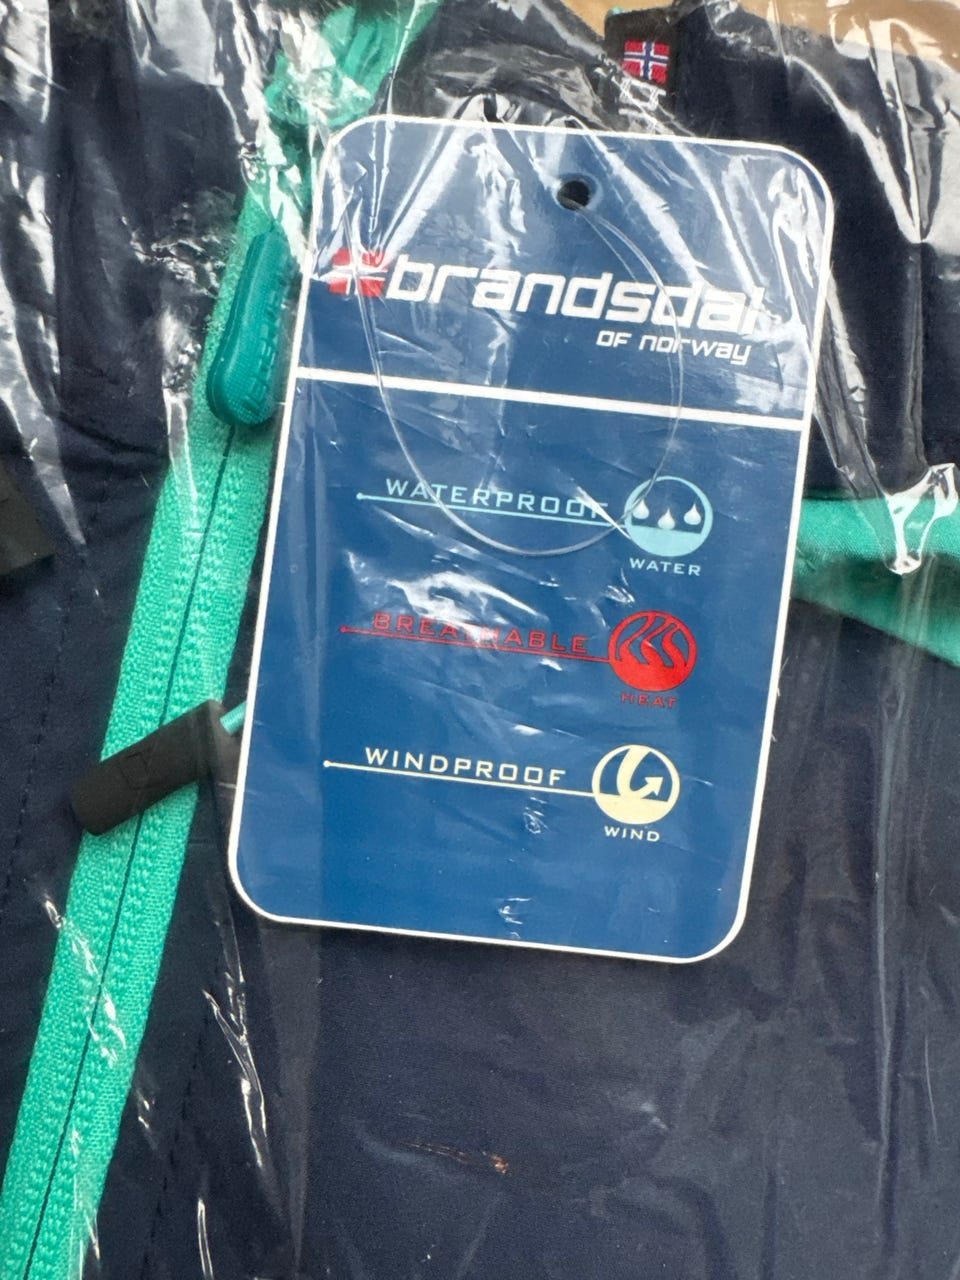 brandsdal
OF norway
WATERPROOF
WATER
BREATHABLE
HEAT
WINDPROOF
WIND